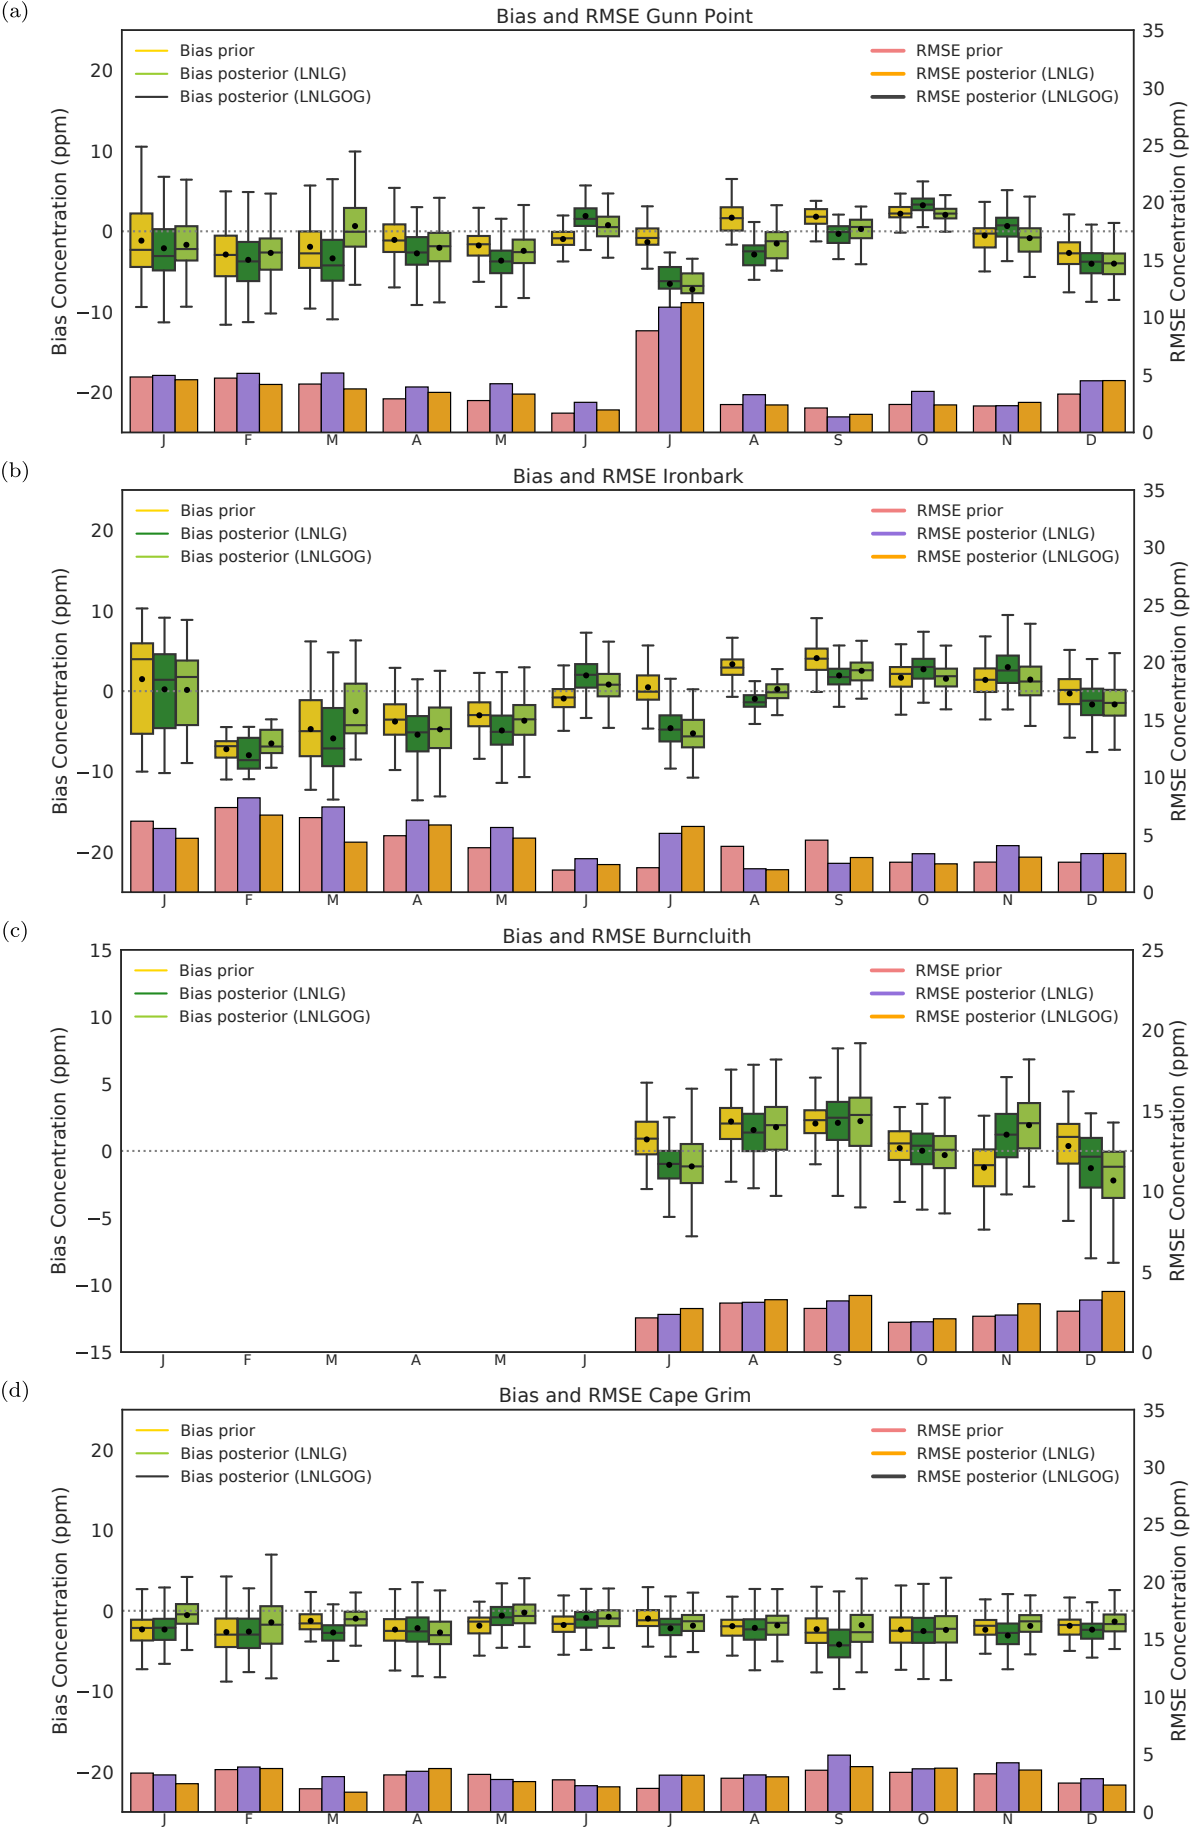 (a)
Bias and RMSE Gunn Point
Bias prior
Bias posterior (LNLG)
Bias posterior (LNLGOG)
RMSE prior
RMSE posterior (LNLG)
RMSE posterior (LNLGOG)
Bias Concentration (ppm)
20
10
0
−10
−20
RMSE Concentration (ppm)
35
30
25
20
15
10
5
0
J F M A M J J A S O N D
(b)
Bias and RMSE Ironbark
Bias prior
Bias posterior (LNLG)
Bias posterior (LNLGOG)
RMSE prior
RMSE posterior (LNLG)
RMSE posterior (LNLGOG)
Bias Concentration (ppm)
20
10
0
−10
−20
RMSE Concentration (ppm)
35
30
25
20
15
10
5
0
J F M A M J J A S O N D
(c)
Bias and RMSE Burncluith
Bias prior
Bias posterior (LNLG)
Bias posterior (LNLGOG)
RMSE prior
RMSE posterior (LNLG)
RMSE posterior (LNLGOG)
Bias Concentration (ppm)
15
10
5
0
−5
−10
−15
RMSE Concentration (ppm)
25
20
15
10
5
0
J F M A M J J A S O N D
(d)
Bias and RMSE Cape Grim
Bias prior
Bias posterior (LNLG)
Bias posterior (LNLGOG)
RMSE prior
RMSE posterior (LNLG)
RMSE posterior (LNLGOG)
Bias Concentration (ppm)
20
10
0
−10
−20
RMSE Concentration (ppm)
35
30
25
20
15
10
5
0
J F M A M J J A S O N D